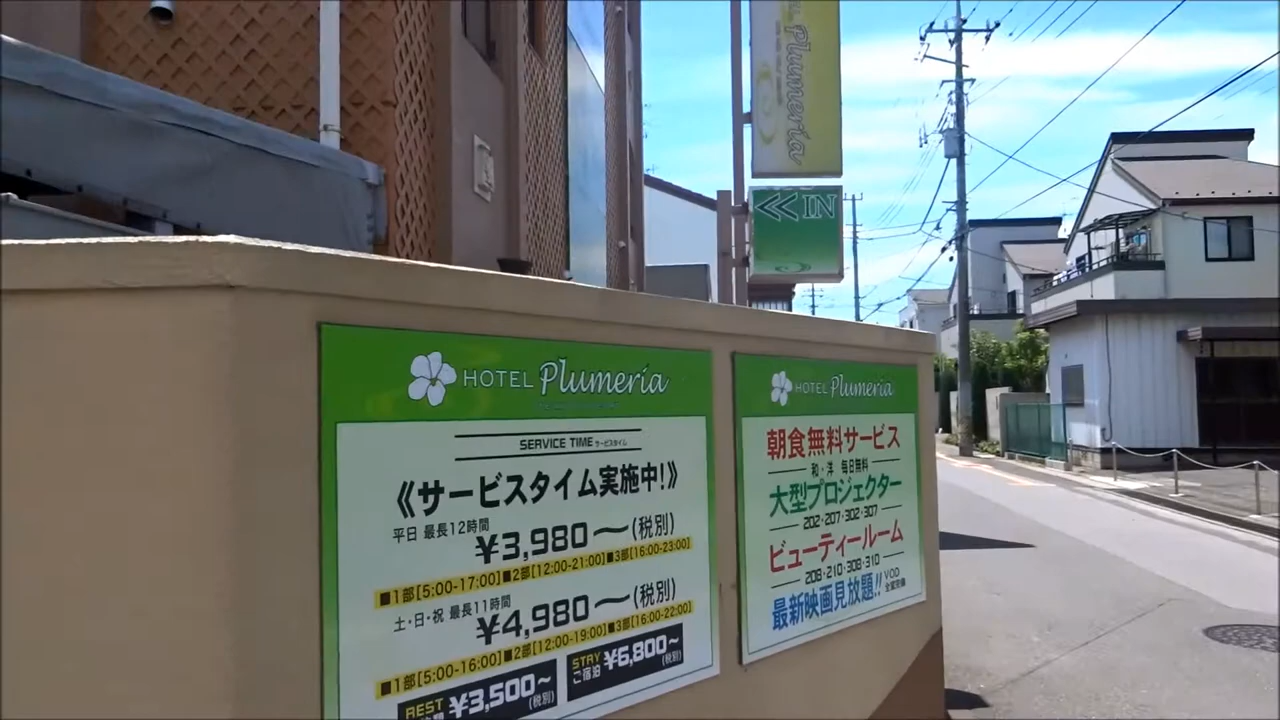 Plumeria
≪IN
HOTEL Plumeria
SERVICE TIME サービスタイム
《サービスタイム実施中!》
平日 最長12時間
¥3,980〜(税別)
■1部[5:00-17:00]■2部[12:00-21:00]■3部[16:00-23:00]
土・日・祝 最長11時間
¥4,980〜(税別)
■1部[5:00-16:00]■2部[12:00-19:00]■3部[16:00-22:00]
REST ¥3,500〜(税別)
STAY ご宿泊 ¥6,800〜(税別)
HOTEL Plumeria
朝食無料サービス
和・洋 毎日無料
大型プロジェクター
202・207・302・307
ビューティールーム
208・210・308・310
最新映画見放題!! VOD 全室完備